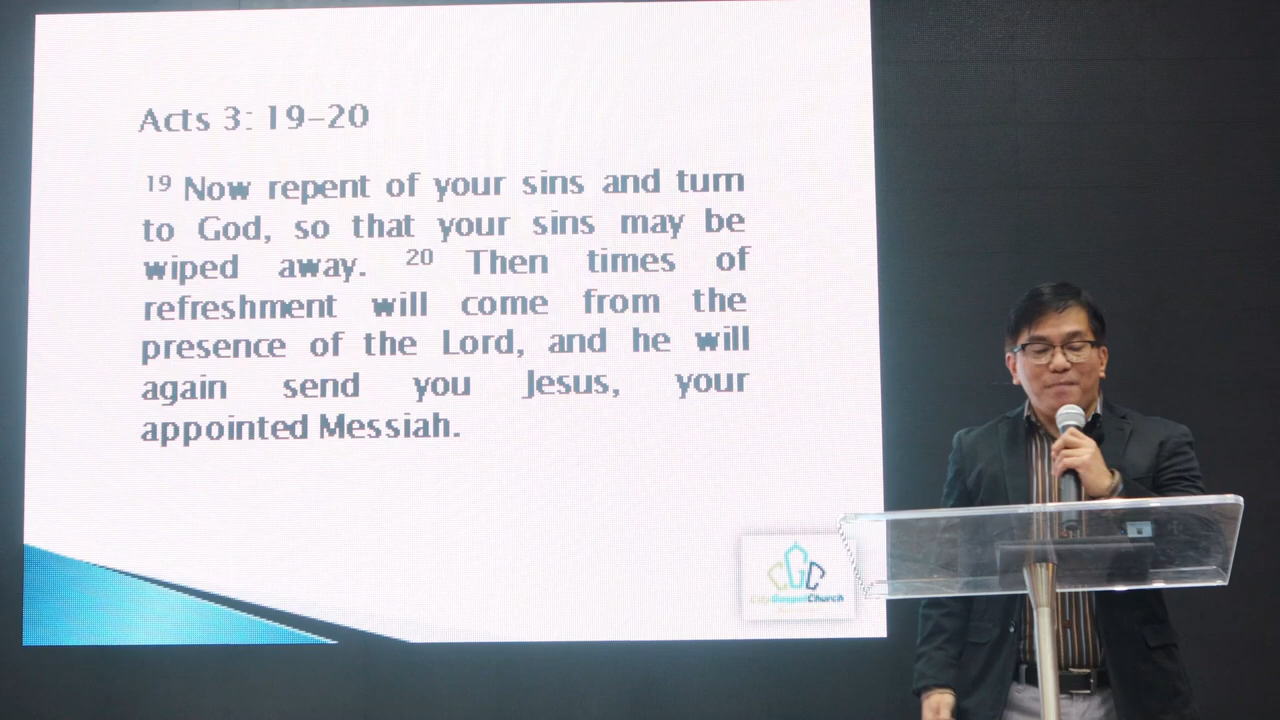 Acts 3: 19-20
19 Now repent of your sins and turn
to God, so that your sins may be
wiped away. 20 Then times of
refreshment will come from the
presence of the Lord, and he will
again send you Jesus, your
appointed Messiah.
CGC
CityGospelChurch